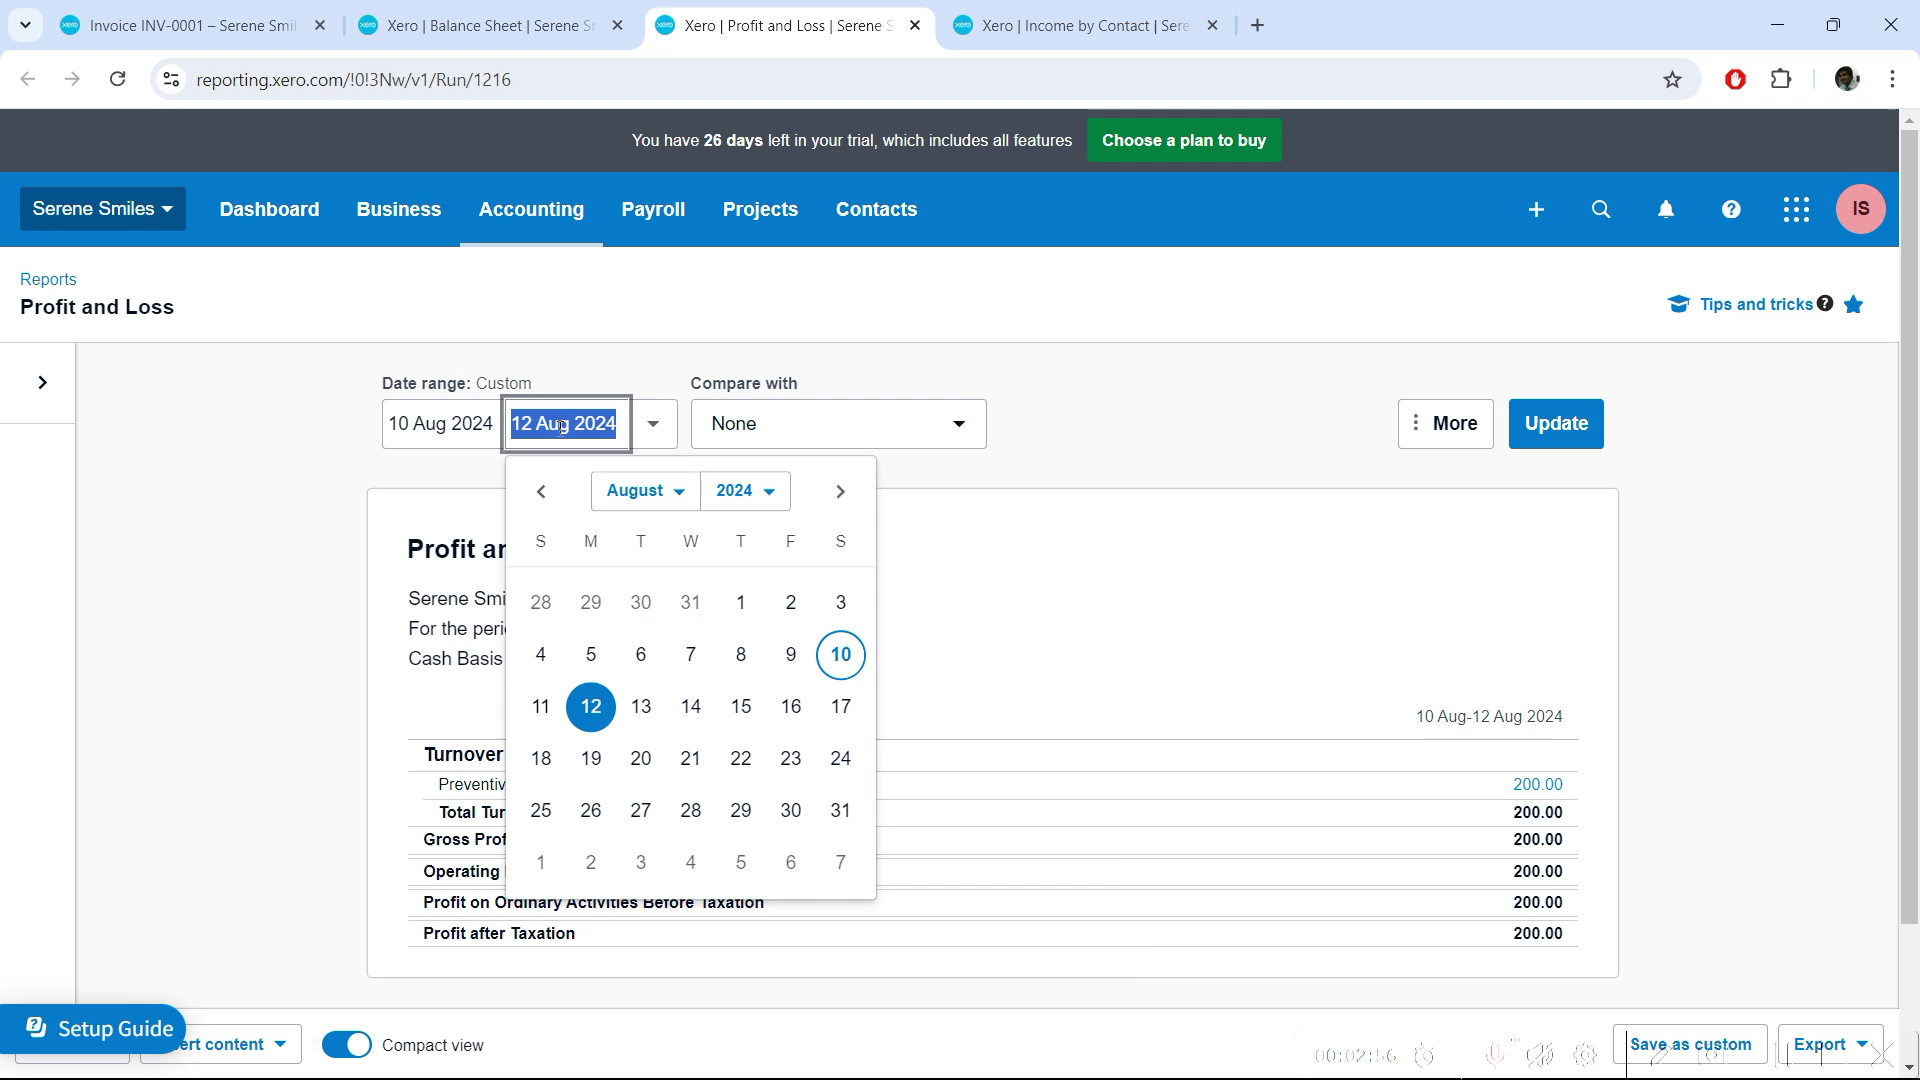 Invoice INV-0001 – Serene Smil
Xero | Balance Sheet | Serene S
Xero | Profit and Loss | Serene S
Xero | Income by Contact | Sere
reporting.xero.com/!0!3Nw/v1/Run/1216
You have 26 days left in your trial, which includes all features
Choose a plan to buy
Serene Smiles
Dashboard
Business
Accounting
Payroll
Projects
Contacts
IS
Reports
Profit and Loss
Tips and tricks
Date range: Custom
Compare with
10 Aug 2024
12 Aug 2024
None
More
Update
August
2024
S M T W T F S
28 29 30 31 1 2 3
4 5 6 7 8 9 10
11 12 13 14 15 16 17
18 19 20 21 22 23 24
25 26 27 28 29 30 31
1 2 3 4 5 6 7
Profit an
Serene Smi
For the peri
Cash Basis
10 Aug-12 Aug 2024
Turnover
Preventiv 200.00
Total Tur 200.00
Gross Prof 200.00
Operating 200.00
Profit on Ordinary Activities Before Taxation 200.00
Profit after Taxation 200.00
Setup Guide
ert content
Compact view
00:02:56
Save as custom
Export